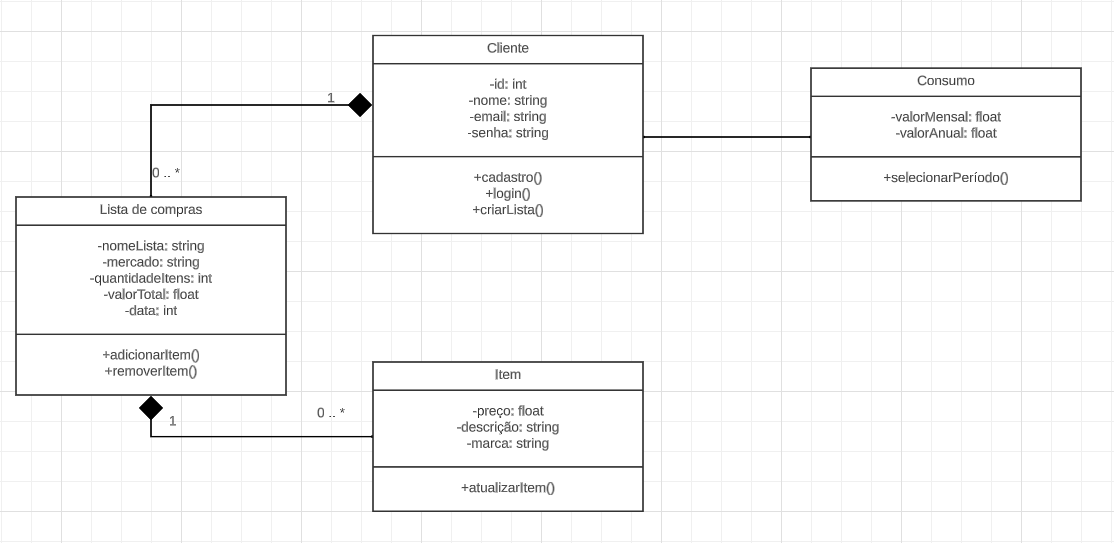 Cliente
-id: int
-nome: string
-email: string
-senha: string
+cadastro()
+login()
+criarLista()
Consumo
-valorMensal: float
-valorAnual: float
+selecionarPeríodo()
1
0 .. *
Lista de compras
-nomeLista: string
-mercado: string
-quantidadeItens: int
-valorTotal: float
-data: int
+adicionarItem()
+removerItem()
1
0 .. *
Item
-preço: float
-descrição: string
-marca: string
+atualizarItem()